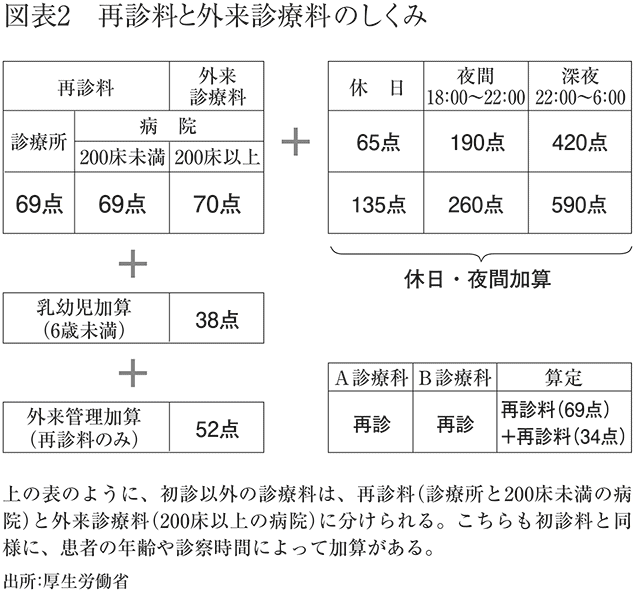 図表2　再診料と外来診療料のしくみ
再診料
外来
診療料
診療所
病　院
200床未満
200床以上
69点
69点
70点
＋
休　日
夜間
18:00～22:00
深夜
22:00～6:00
65点
190点
420点
135点
260点
590点
休日・夜間加算
＋
乳幼児加算
(6歳未満)
38点
＋
外来管理加算
(再診料のみ)
52点
A診療科
B診療科
算定
再診
再診
再診料(69点)
＋再診料(34点)
上の表のように、初診以外の診療料は、再診料(診療所と200床未満の病
院)と外来診療料(200床以上の病院)に分けられる。こちらも初診料と同
様に、患者の年齢や診察時間によって加算がある。
出所:厚生労働省